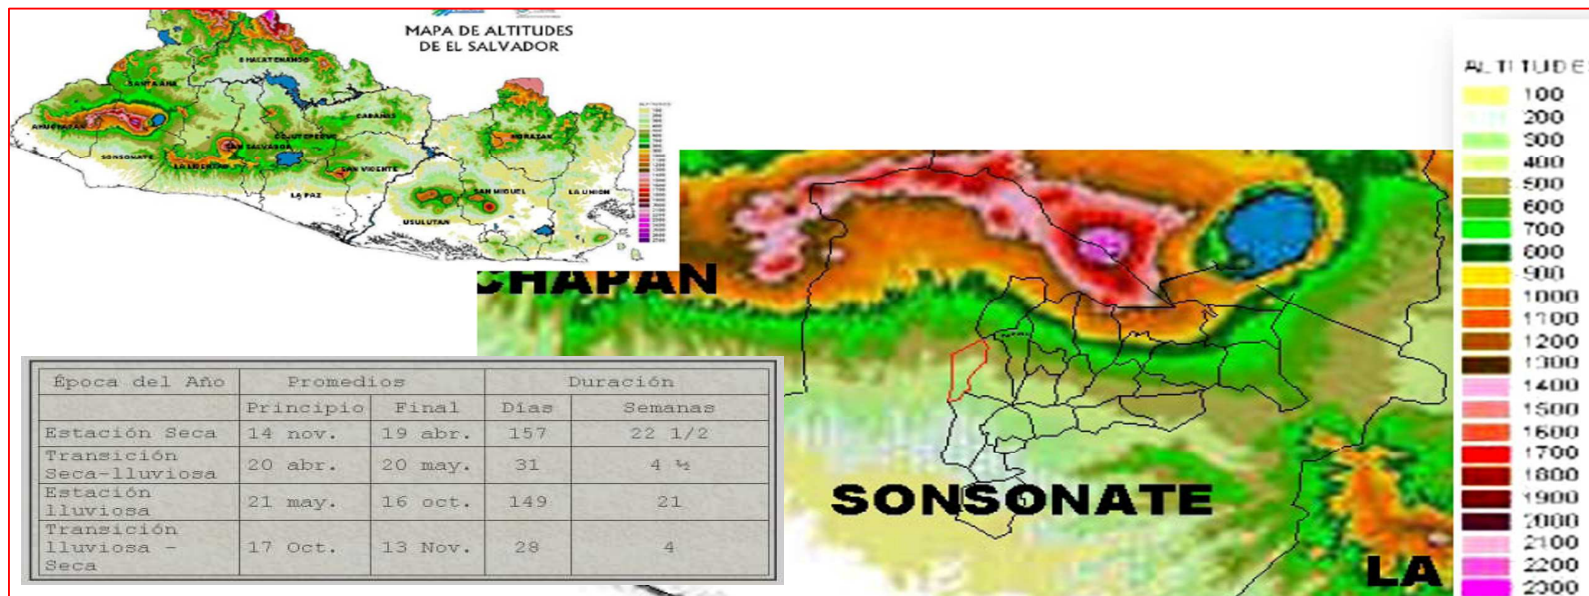 MAPA DE ALTITUDES
DE EL SALVADOR
CHALATENANGO
SANTA ANA
AHUACHAPAN
CABAÑAS
CUJUTEPEQUE
MORAZAN
SAN SALVADOR
SONSONATE
LA LIBERTAD
SAN VICENTE
LA PAZ
SAN MIGUEL
LA UNION
USULUTAN
CHAPAN
SONSONATE
LA
Época del Año Promedios Duración
Principio Final Días Semanas
Estación Seca 14 nov. 19 abr. 157 22 1/2
Transición
Seca-lluviosa 20 abr. 20 may. 31 4 ½
Estación
lluviosa 21 may. 16 oct. 149 21
Transición
lluviosa -
Seca 17 Oct. 13 Nov. 28 4
ALTITUDE
100
200
300
400
500
600
700
800
900
1000
1100
1200
1300
1400
1500
1600
1700
1800
1900
2000
2100
2200
2300